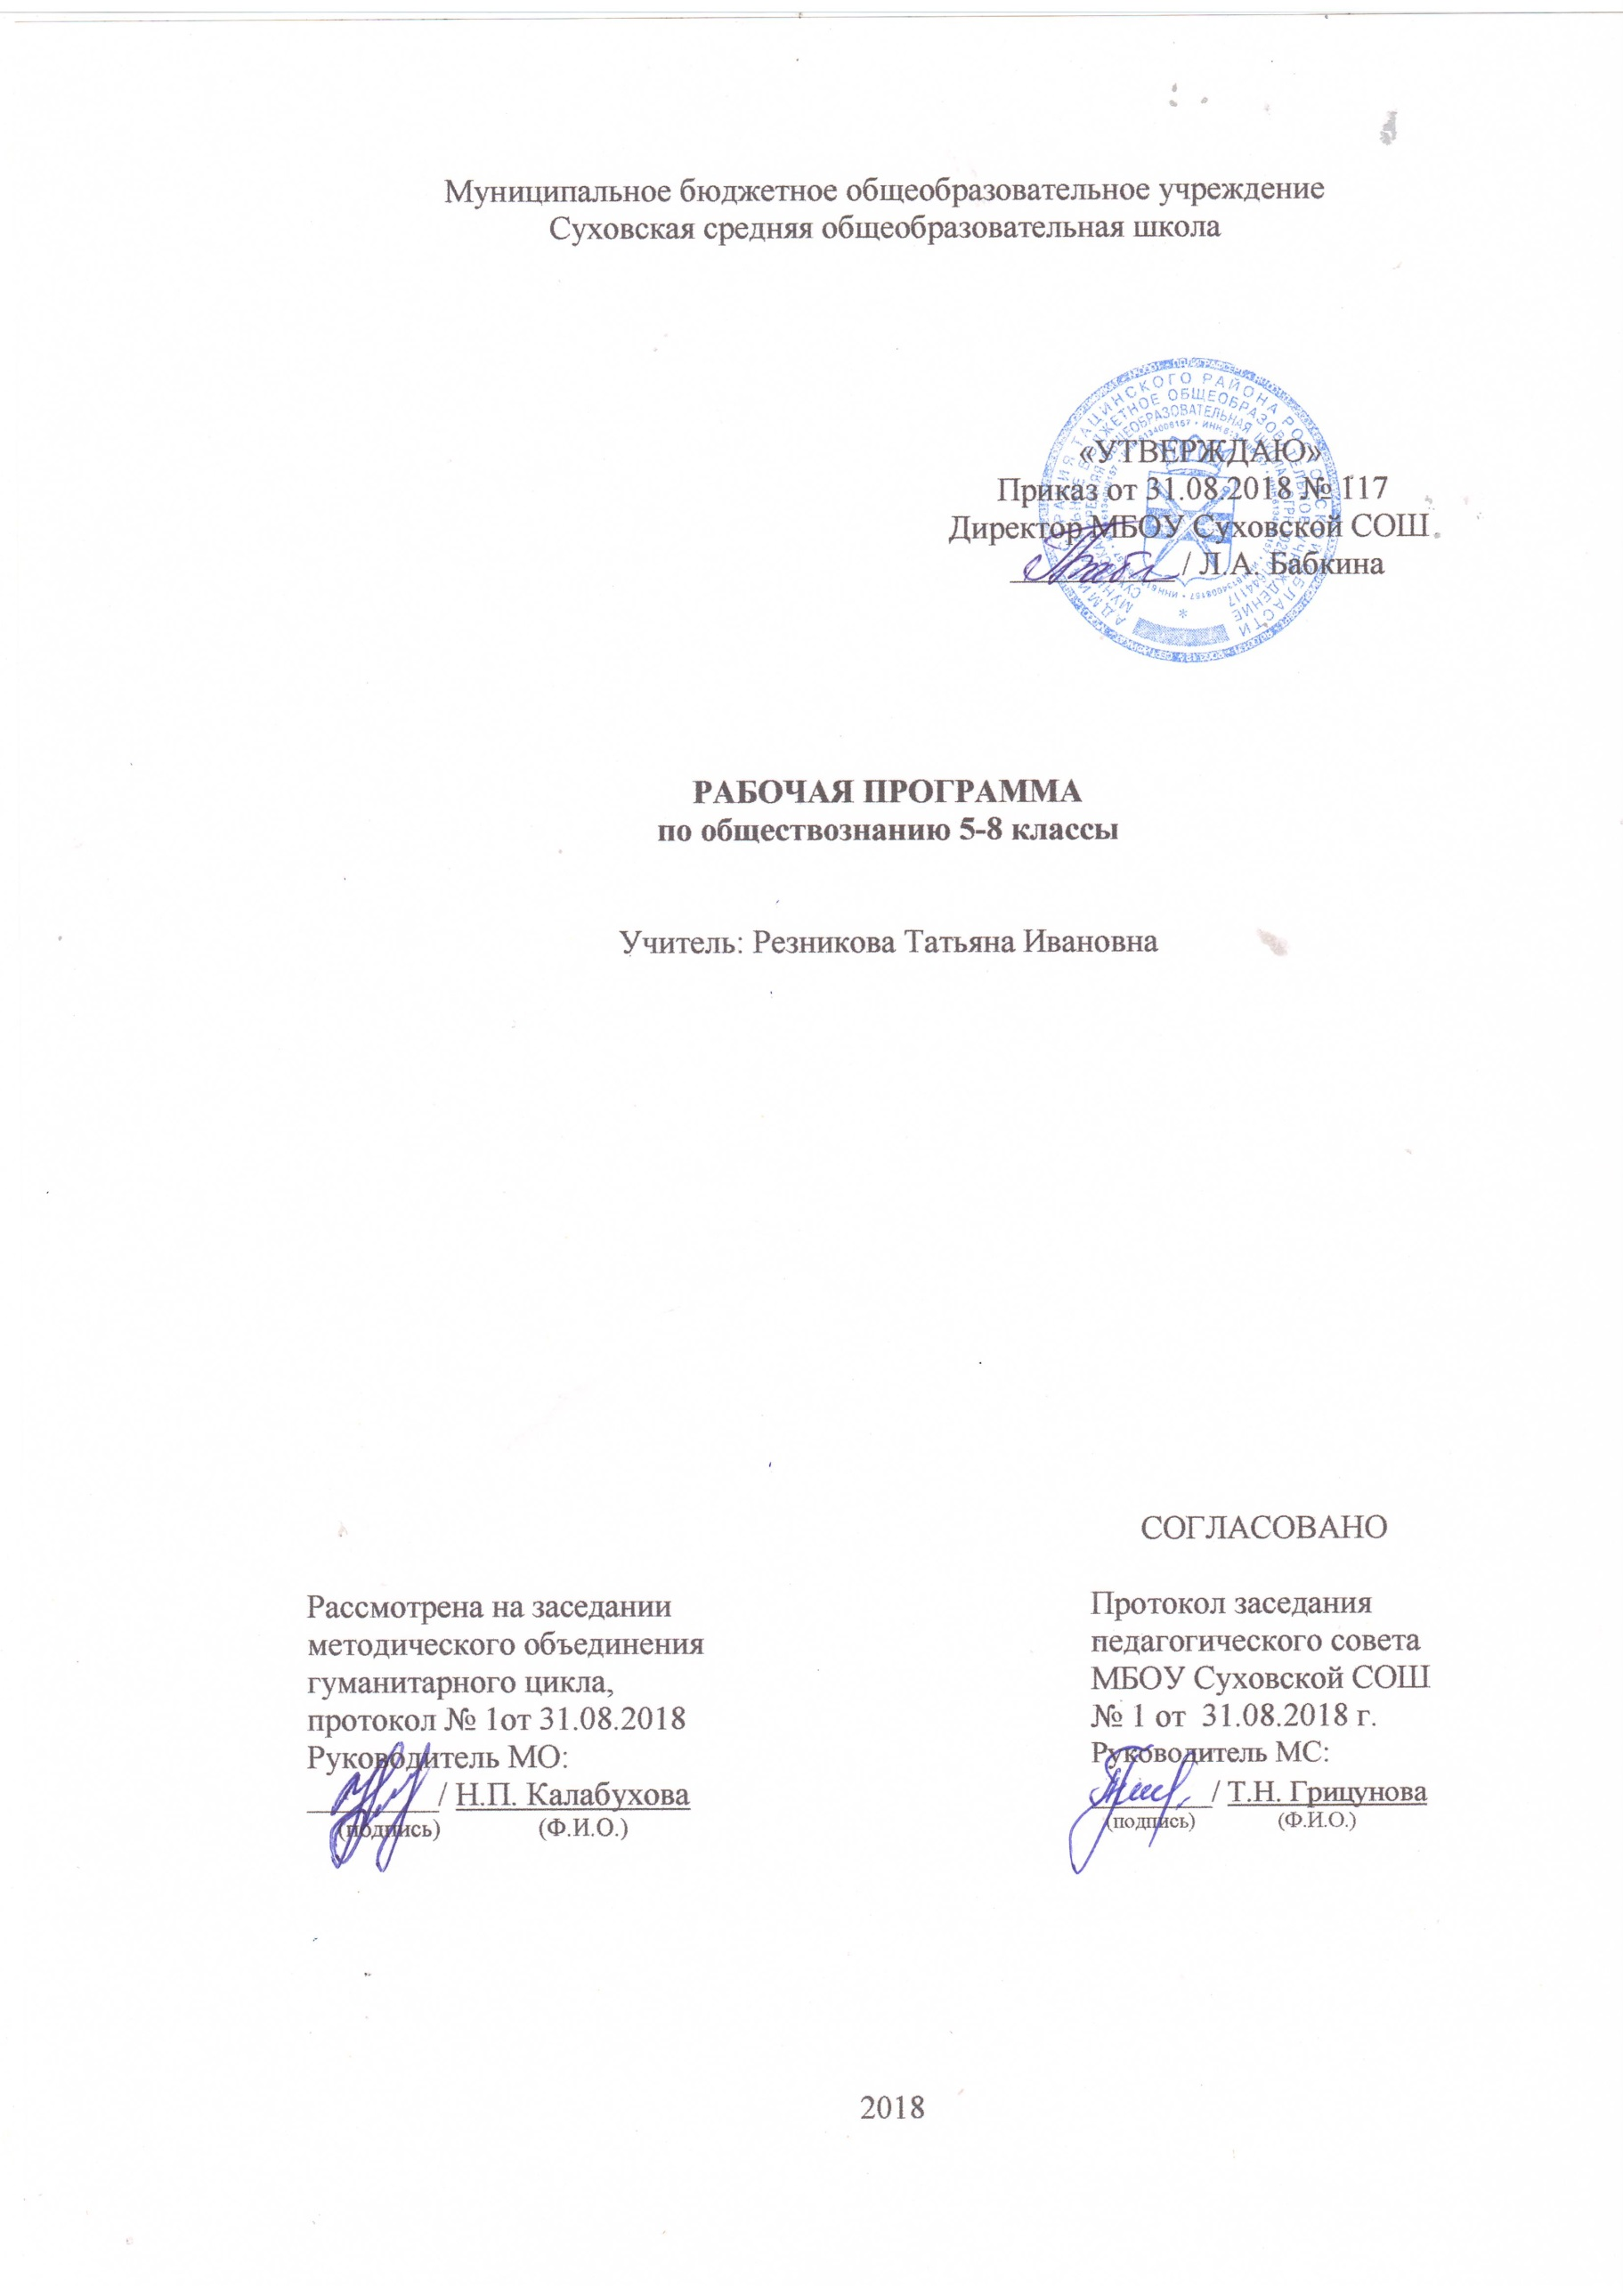 Муниципальное бюджетное общеобразовательное учреждение
Суховская средняя общеобразовательная школа
«УТВЕРЖДАЮ»
Приказ от 31.08.2018 № 117
Директор МБОУ Суховской СОШ
/ Л.А. Бабкина
РАБОЧАЯ ПРОГРАММА
по обществознанию 5-8 классы
Учитель: Резникова Татьяна Ивановна
СОГЛАСОВАНО
Рассмотрена на заседании
методического объединения
гуманитарного цикла,
протокол № 1от 31.08.2018
Руководитель МО:
/ Н.П. Калабухова
(подпись) (Ф.И.О.)
Протокол заседания
педагогического совета
МБОУ Суховской СОШ
№ 1 от 31.08.2018 г.
Руководитель МС:
/ Т.Н. Грицунова
(подпись) (Ф.И.О.)
2018